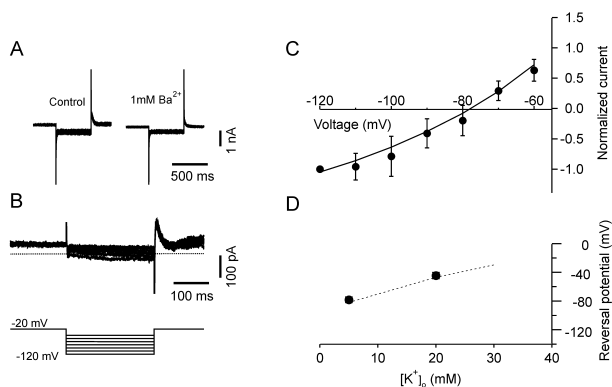 A
Control
1mM Ba²⁺
1 nA
500 ms
B
100 pA
100 ms
-20 mV
-120 mV
C
1.5
1.0
0.5
0.0
-0.5
-1.0
Normalized current
-120
-100
-80
-60
Voltage (mV)
D
0
-40
-80
-120
Reversal potential (mV)
0
10
20
30
40
[K⁺]ₒ (mM)